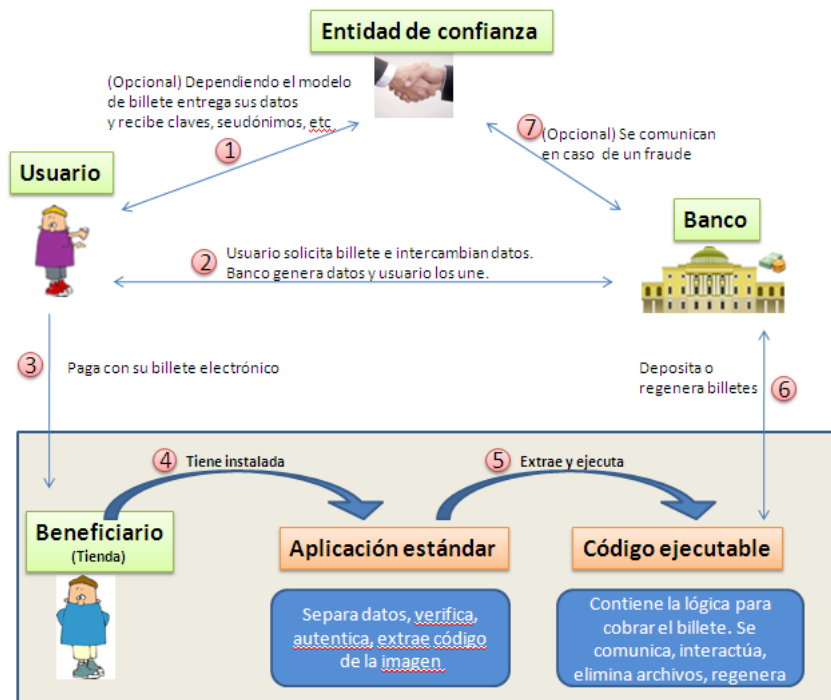 Entidad de confianza
(Opcional) Dependiendo el modelo
de billete entrega sus datos
y recibe claves, seudónimos, etc
1
7
(Opcional) Se comunican
en caso de un fraude
Usuario
Banco
2
Usuario solicita billete e intercambian datos.
Banco genera datos y usuario los une.
3
Paga con su billete electrónico
Deposita o
regenera billetes
6
4
Tiene instalada
5
Extrae y ejecuta
Beneficiario
(Tienda)
Aplicación estándar
Código ejecutable
Separa datos, verifica,
autentica, extrae código
de la imagen
Contiene la lógica para
cobrar el billete. Se
comunica, interactúa,
elimina archivos, regenera